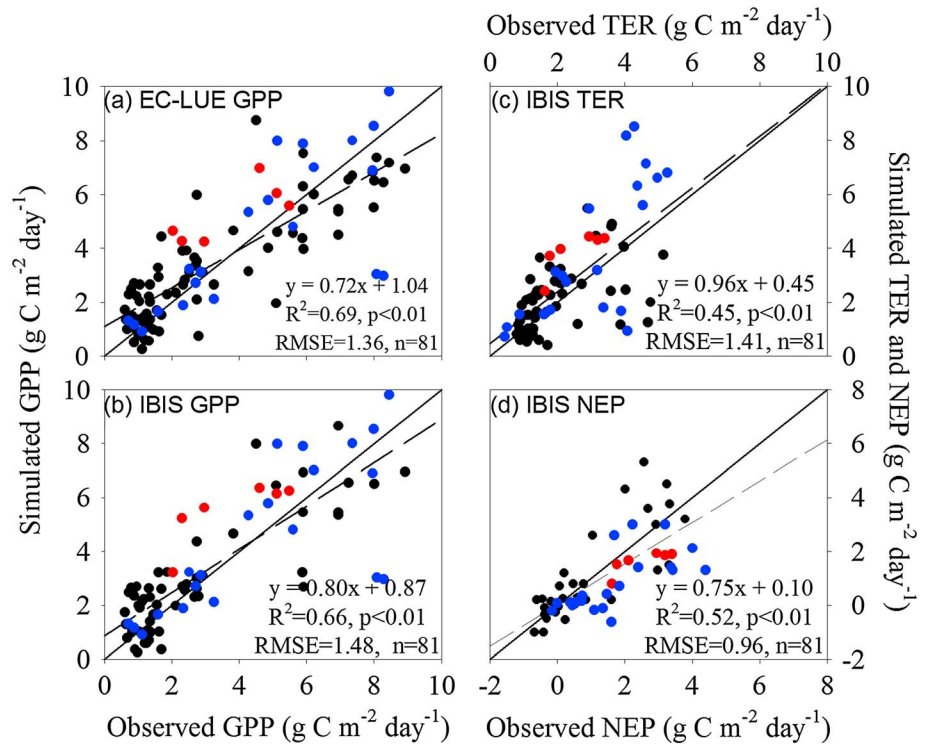 Observed TER (g C m⁻² day⁻¹)
0 2 4 6 8 10
(a) EC-LUE GPP
10
8
6
4
2
0
y = 0.72x + 1.04
R²=0.69, p<0.01
RMSE=1.36, n=81
(c) IBIS TER
10
8
6
4
2
0
y = 0.96x + 0.45
R²=0.45, p<0.01
RMSE=1.41, n=81
(b) IBIS GPP
10
8
6
4
2
0
y = 0.80x + 0.87
R²=0.66, p<0.01
RMSE=1.48, n=81
0 2 4 6 8 10
(d) IBIS NEP
8
6
4
2
0
-2
y = 0.75x + 0.10
R²=0.52, p<0.01
RMSE=0.96, n=81
-2 0 2 4 6 8
Simulated GPP (g C m⁻² day⁻¹)
Simulated TER and NEP (g C m⁻² day⁻¹)
Observed GPP (g C m⁻² day⁻¹)
Observed NEP (g C m⁻² day⁻¹)